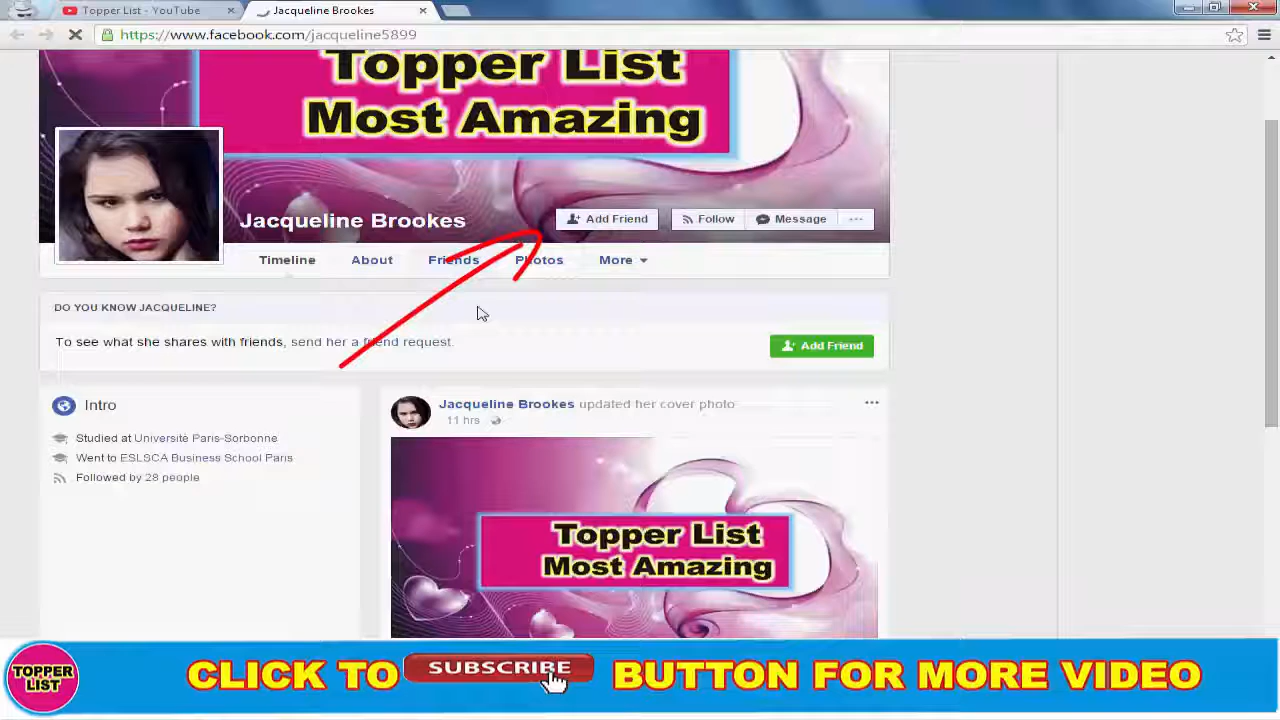 Topper List - YouTube
Jacqueline Brookes
https://www.facebook.com/jacqueline5899
Topper List
Most Amazing
Jacqueline Brookes
Add Friend
Follow
Message
Timeline
About
Friends
Photos
More
DO YOU KNOW JACQUELINE?
To see what she shares with friends, send her a friend request.
Add Friend
Intro
Studied at Université Paris-Sorbonne
Went to ESLSCA Business School Paris
Followed by 28 people
Jacqueline Brookes updated her cover photo
11 hrs
Topper List
Most Amazing
TOPPER
LIST
CLICK TO SUBSCRIBE BUTTON FOR MORE VIDEO